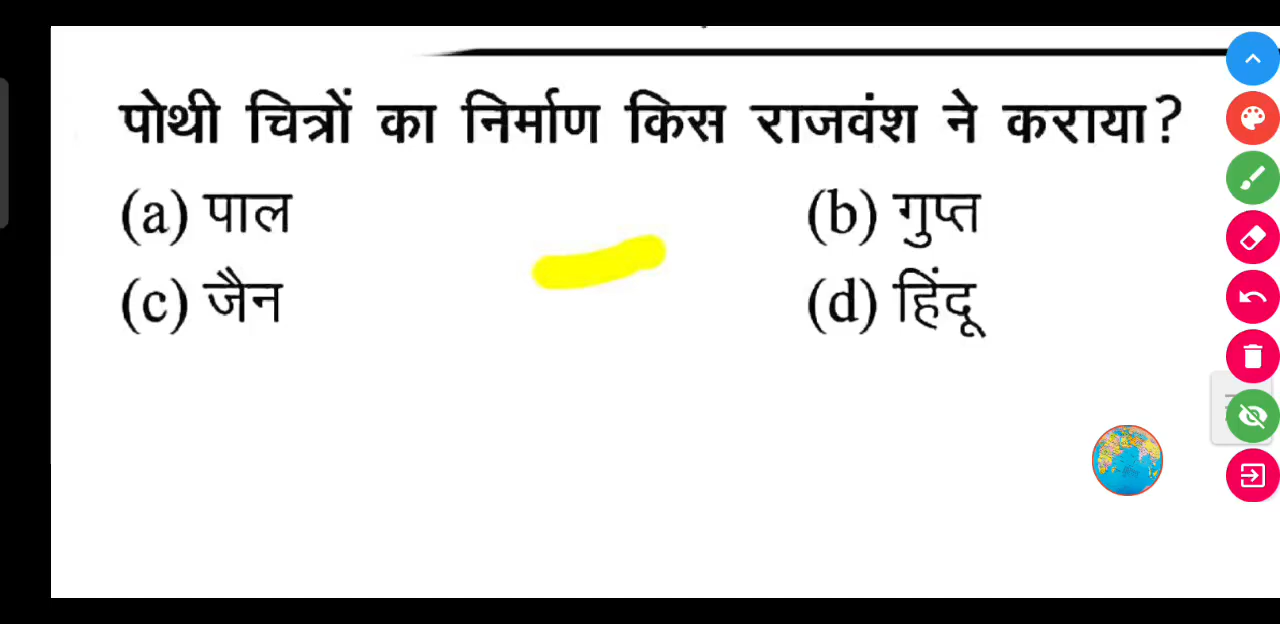 पोथी चित्रों का निर्माण किस राजवंश ने कराया?
(a) पाल (b) गुप्त
(c) जैन (d) हिंदू